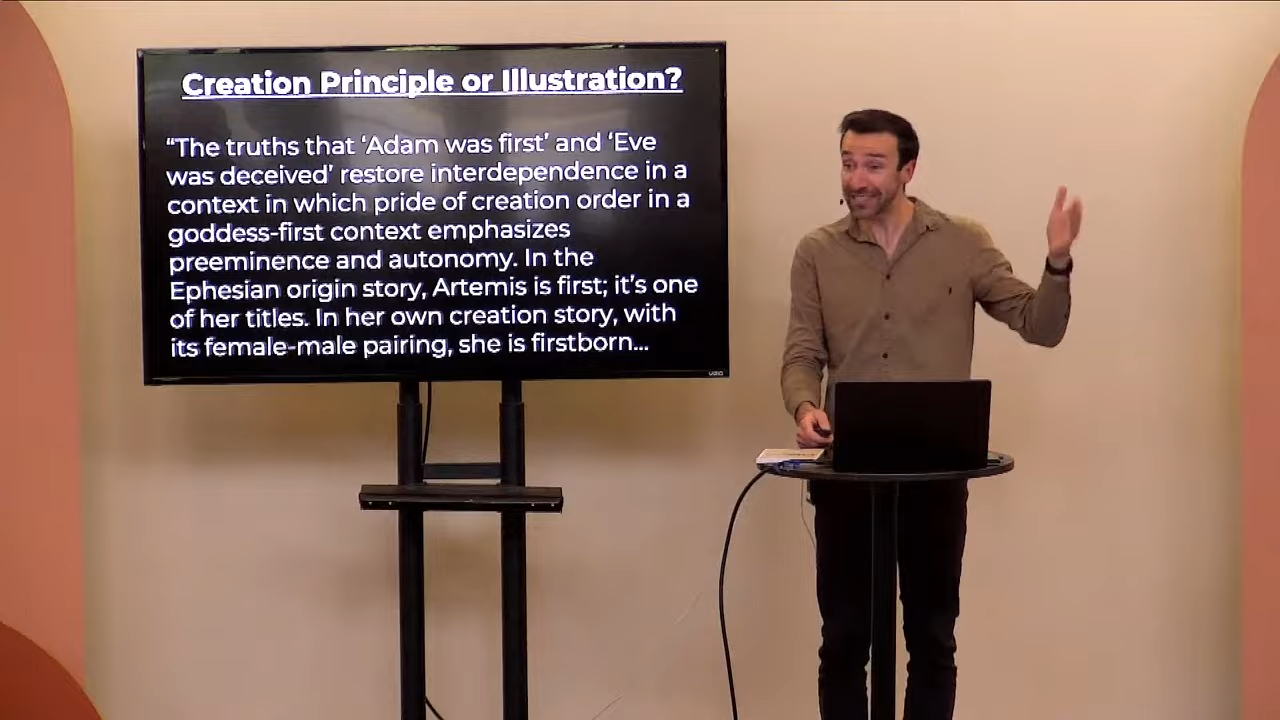 Creation Principle or Illustration?
“The truths that ‘Adam was first’ and ‘Eve
was deceived’ restore interdependence in a
context in which pride of creation order in a
goddess-first context emphasizes
preeminence and autonomy. In the
Ephesian origin story, Artemis is first; it’s one
of her titles. In her own creation story, with
its female-male pairing, she is firstborn...
VIZIO